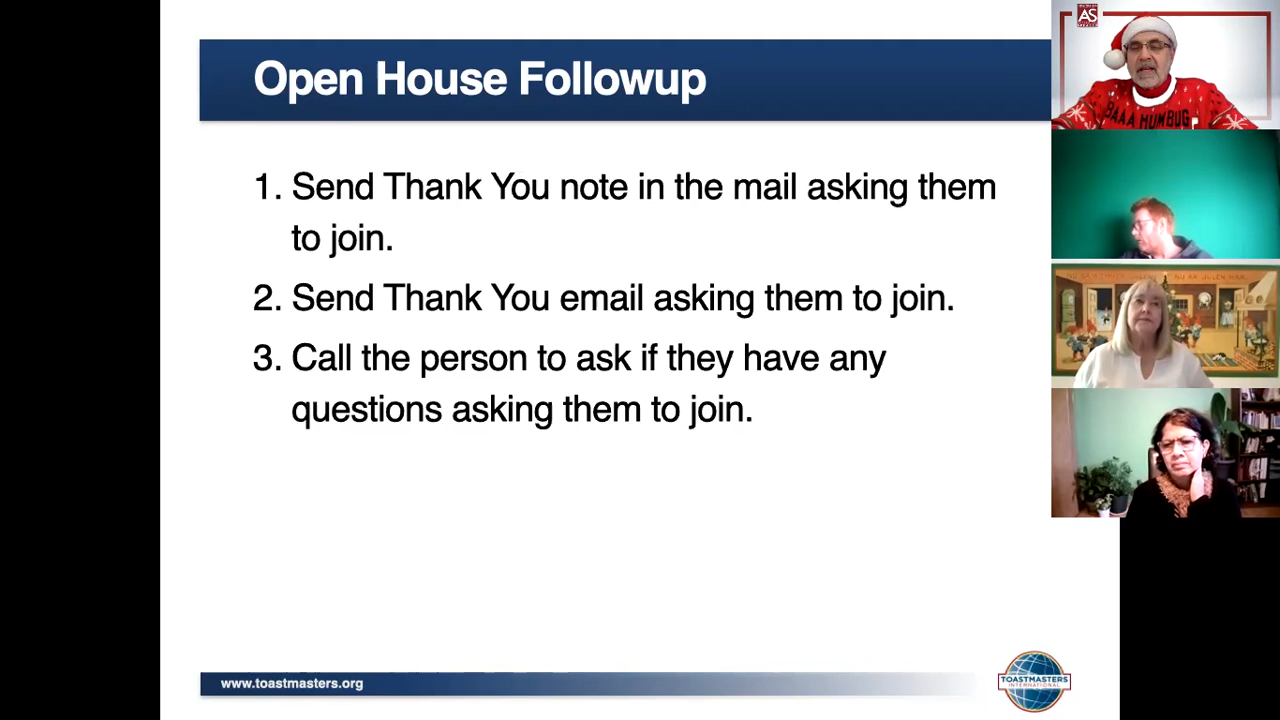 Open House Followup
1. Send Thank You note in the mail asking them
to join.
2. Send Thank You email asking them to join.
3. Call the person to ask if they have any
questions asking them to join.
www.toastmasters.org
TOASTMASTERS
INTERNATIONAL
AS
BAAA HUMBUG